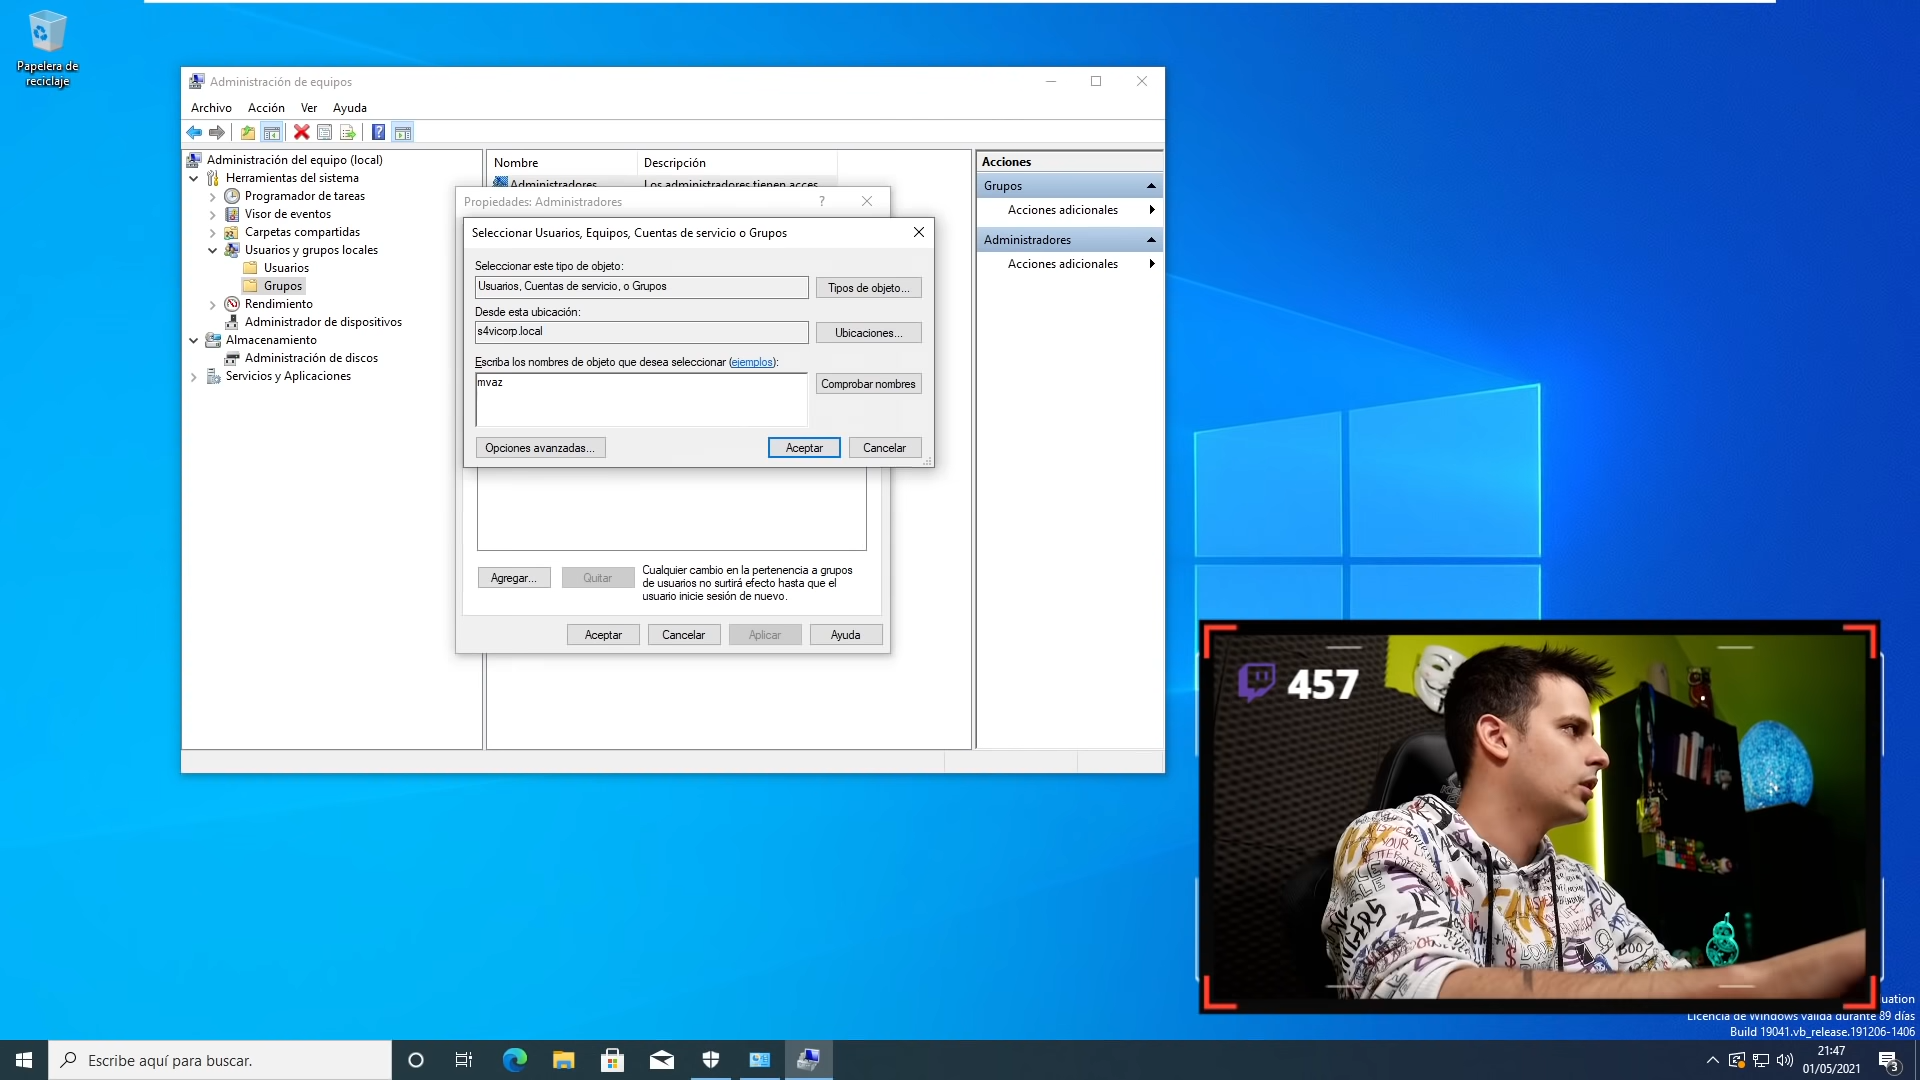 Papelera de
reciclaje
Administración de equipos
Archivo Acción Ver Ayuda
Administración del equipo (local)
Herramientas del sistema
Programador de tareas
Visor de eventos
Carpetas compartidas
Usuarios y grupos locales
Usuarios
Grupos
Rendimiento
Administrador de dispositivos
Almacenamiento
Administración de discos
Servicios y Aplicaciones
Nombre Descripción
Administradores Los administradores tienen acces...
Propiedades: Administradores
Seleccionar Usuarios, Equipos, Cuentas de servicio o Grupos
Seleccionar este tipo de objeto:
Usuarios, Cuentas de servicio, o Grupos
Tipos de objeto...
Desde esta ubicación:
s4vicorp.local
Ubicaciones...
Escriba los nombres de objeto que desea seleccionar (ejemplos):
mvaz
Comprobar nombres
Opciones avanzadas...
Aceptar
Cancelar
Agregar...
Quitar
Cualquier cambio en la pertenencia a grupos
de usuarios no surtirá efecto hasta que el
usuario inicie sesión de nuevo.
Aceptar
Cancelar
Aplicar
Ayuda
Acciones
Grupos
Acciones adicionales
Administradores
Acciones adicionales
457
uation
Licencia de Windows válida durante 89 días
Build 19041.vb_release.191206-1406
Escribe aquí para buscar.
21:47
01/05/2021
3